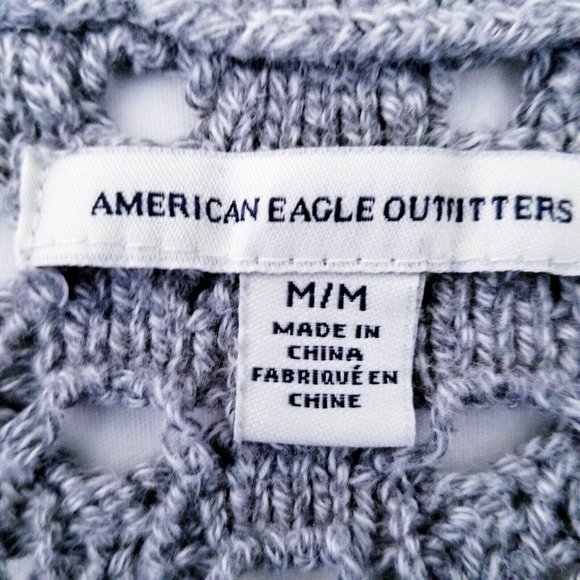 AMERICAN EAGLE OUTFITTERS
M/M
MADE IN
CHINA
FABRIQUÉ EN
CHINE